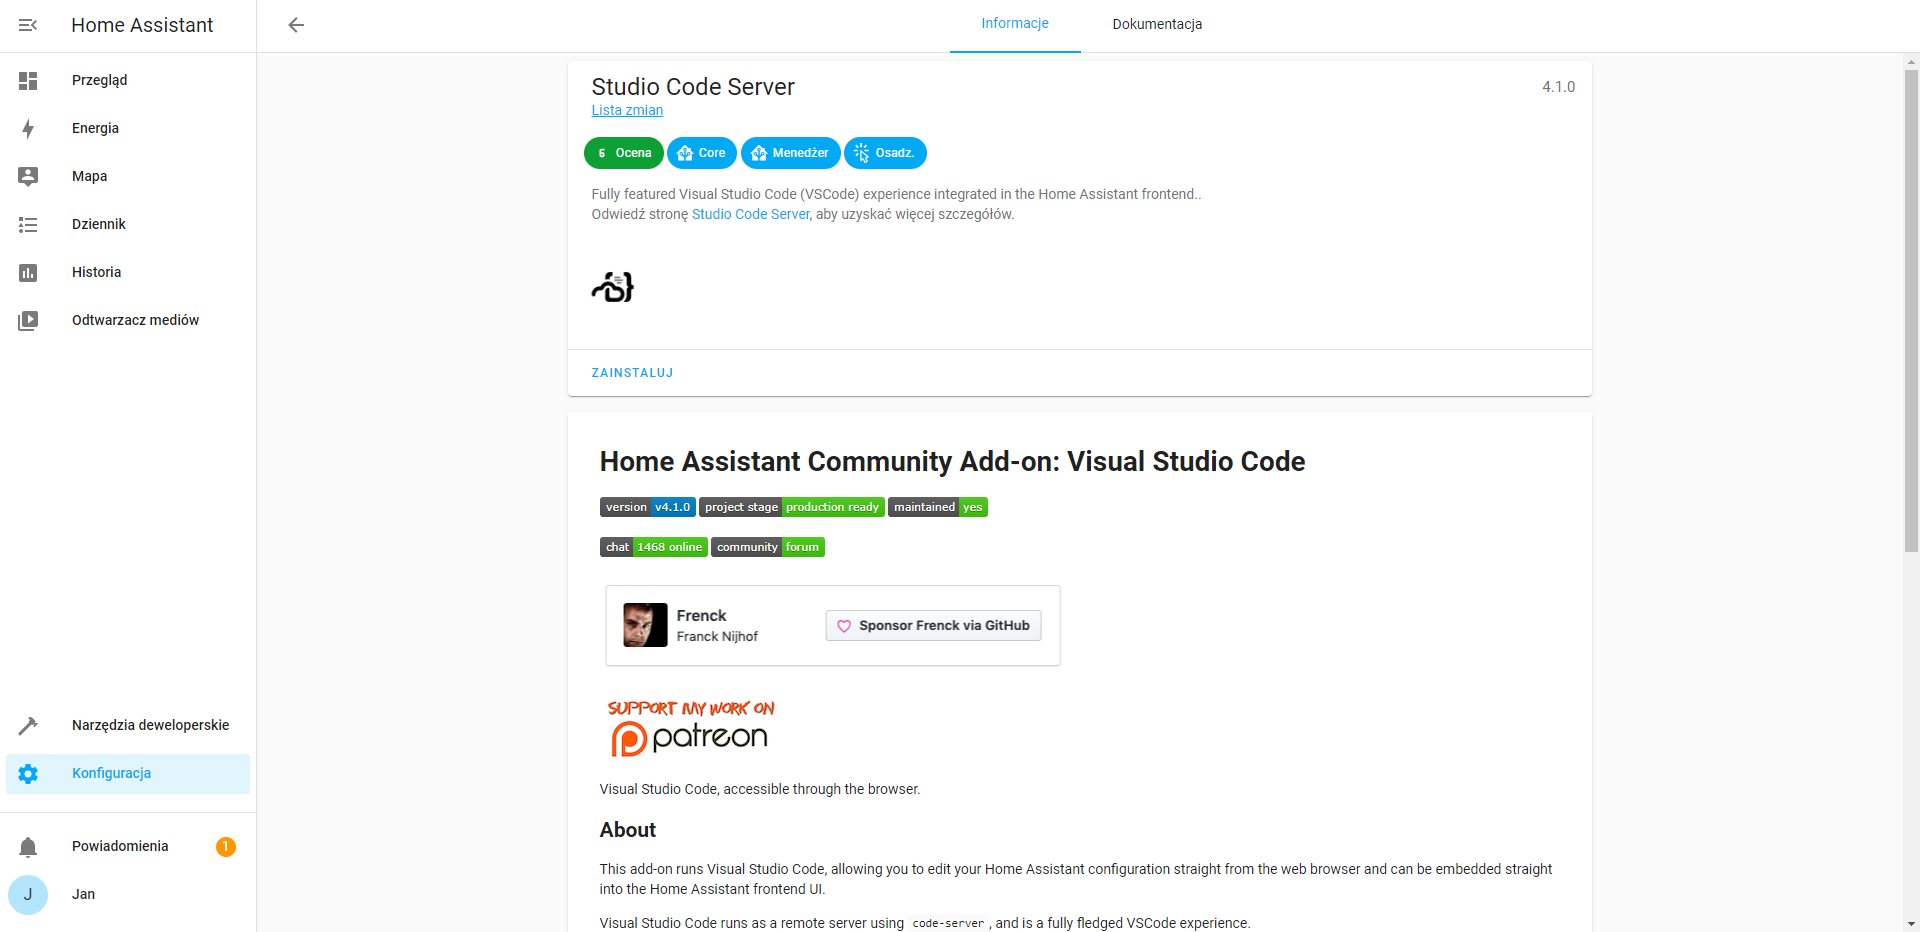 Home Assistant
Informacje
Dokumentacja
Przegląd
Energia
Mapa
Dziennik
Historia
Odtwarzacz mediów
Narzędzia deweloperskie
Konfiguracja
Powiadomienia 1
J Jan
Studio Code Server 4.1.0
Lista zmian
6 Ocena Core Menedżer Osadz.
Fully featured Visual Studio Code (VSCode) experience integrated in the Home Assistant frontend..
Odwiedź stronę Studio Code Server, aby uzyskać więcej szczegółów.
ZAINSTALUJ
Home Assistant Community Add-on: Visual Studio Code
version v4.1.0 project stage production ready maintained yes
chat 1468 online community forum
Frenck
Franck Nijhof
Sponsor Frenck via GitHub
SUPPORT MY WORK ON
patreon
Visual Studio Code, accessible through the browser.
About
This add-on runs Visual Studio Code, allowing you to edit your Home Assistant configuration straight from the web browser and can be embedded straight
into the Home Assistant frontend UI.
Visual Studio Code runs as a remote server using code-server , and is a fully fledged VSCode experience.